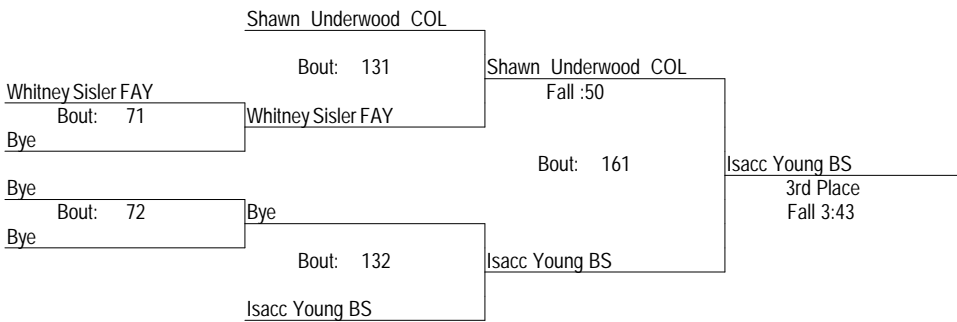 Shawn Underwood COL
Bout: 131
Shawn Underwood COL
Whitney Sisler FAY
Fall :50
Bout: 71
Whitney Sisler FAY
Bye
Bout: 161
Isacc Young BS
Bye
3rd Place
Bout: 72
Bye
Fall 3:43
Bye
Bout: 132
Isacc Young BS
Isacc Young BS